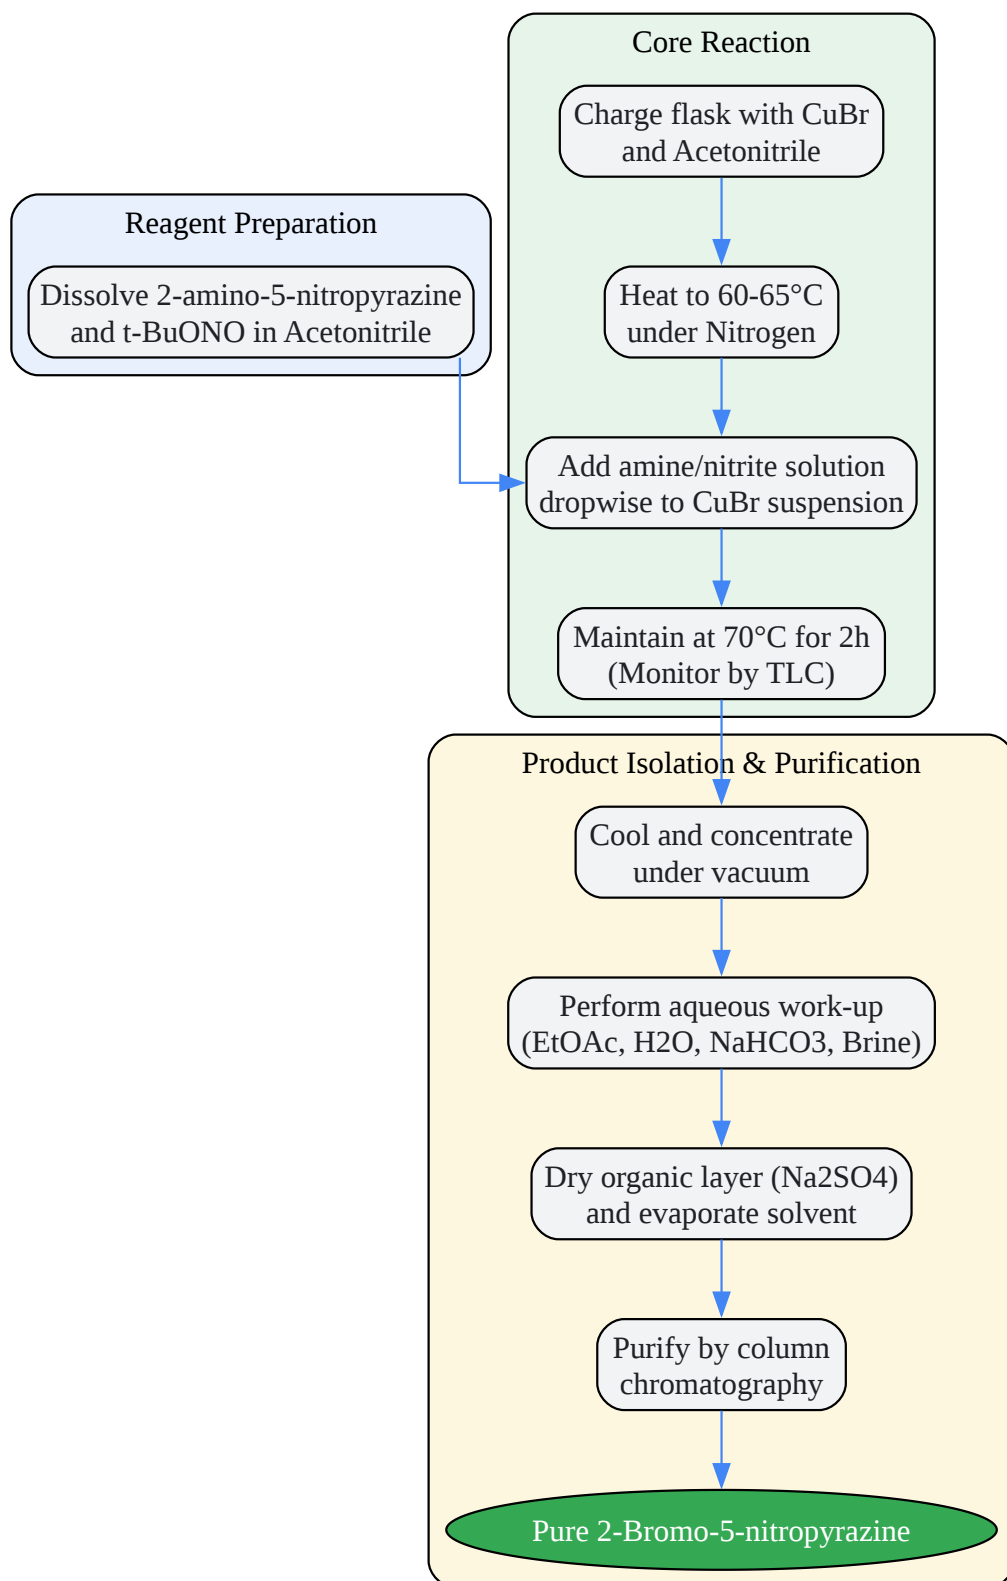 Core Reaction
Charge flask with CuBr
and Acetonitrile
Reagent Preparation
Dissolve 2-amino-5-nitropyrazine
and t-BuONO in Acetonitrile
Heat to 60-65°C
under Nitrogen
Add amine/nitrite solution
dropwise to CuBr suspension
Maintain at 70°C for 2h
(Monitor by TLC)
Product Isolation & Purification
Cool and concentrate
under vacuum
Perform aqueous work-up
(EtOAc, H2O, NaHCO3, Brine)
Dry organic layer (Na2SO4)
and evaporate solvent
Purify by column
chromatography
Pure 2-Bromo-5-nitropyrazine